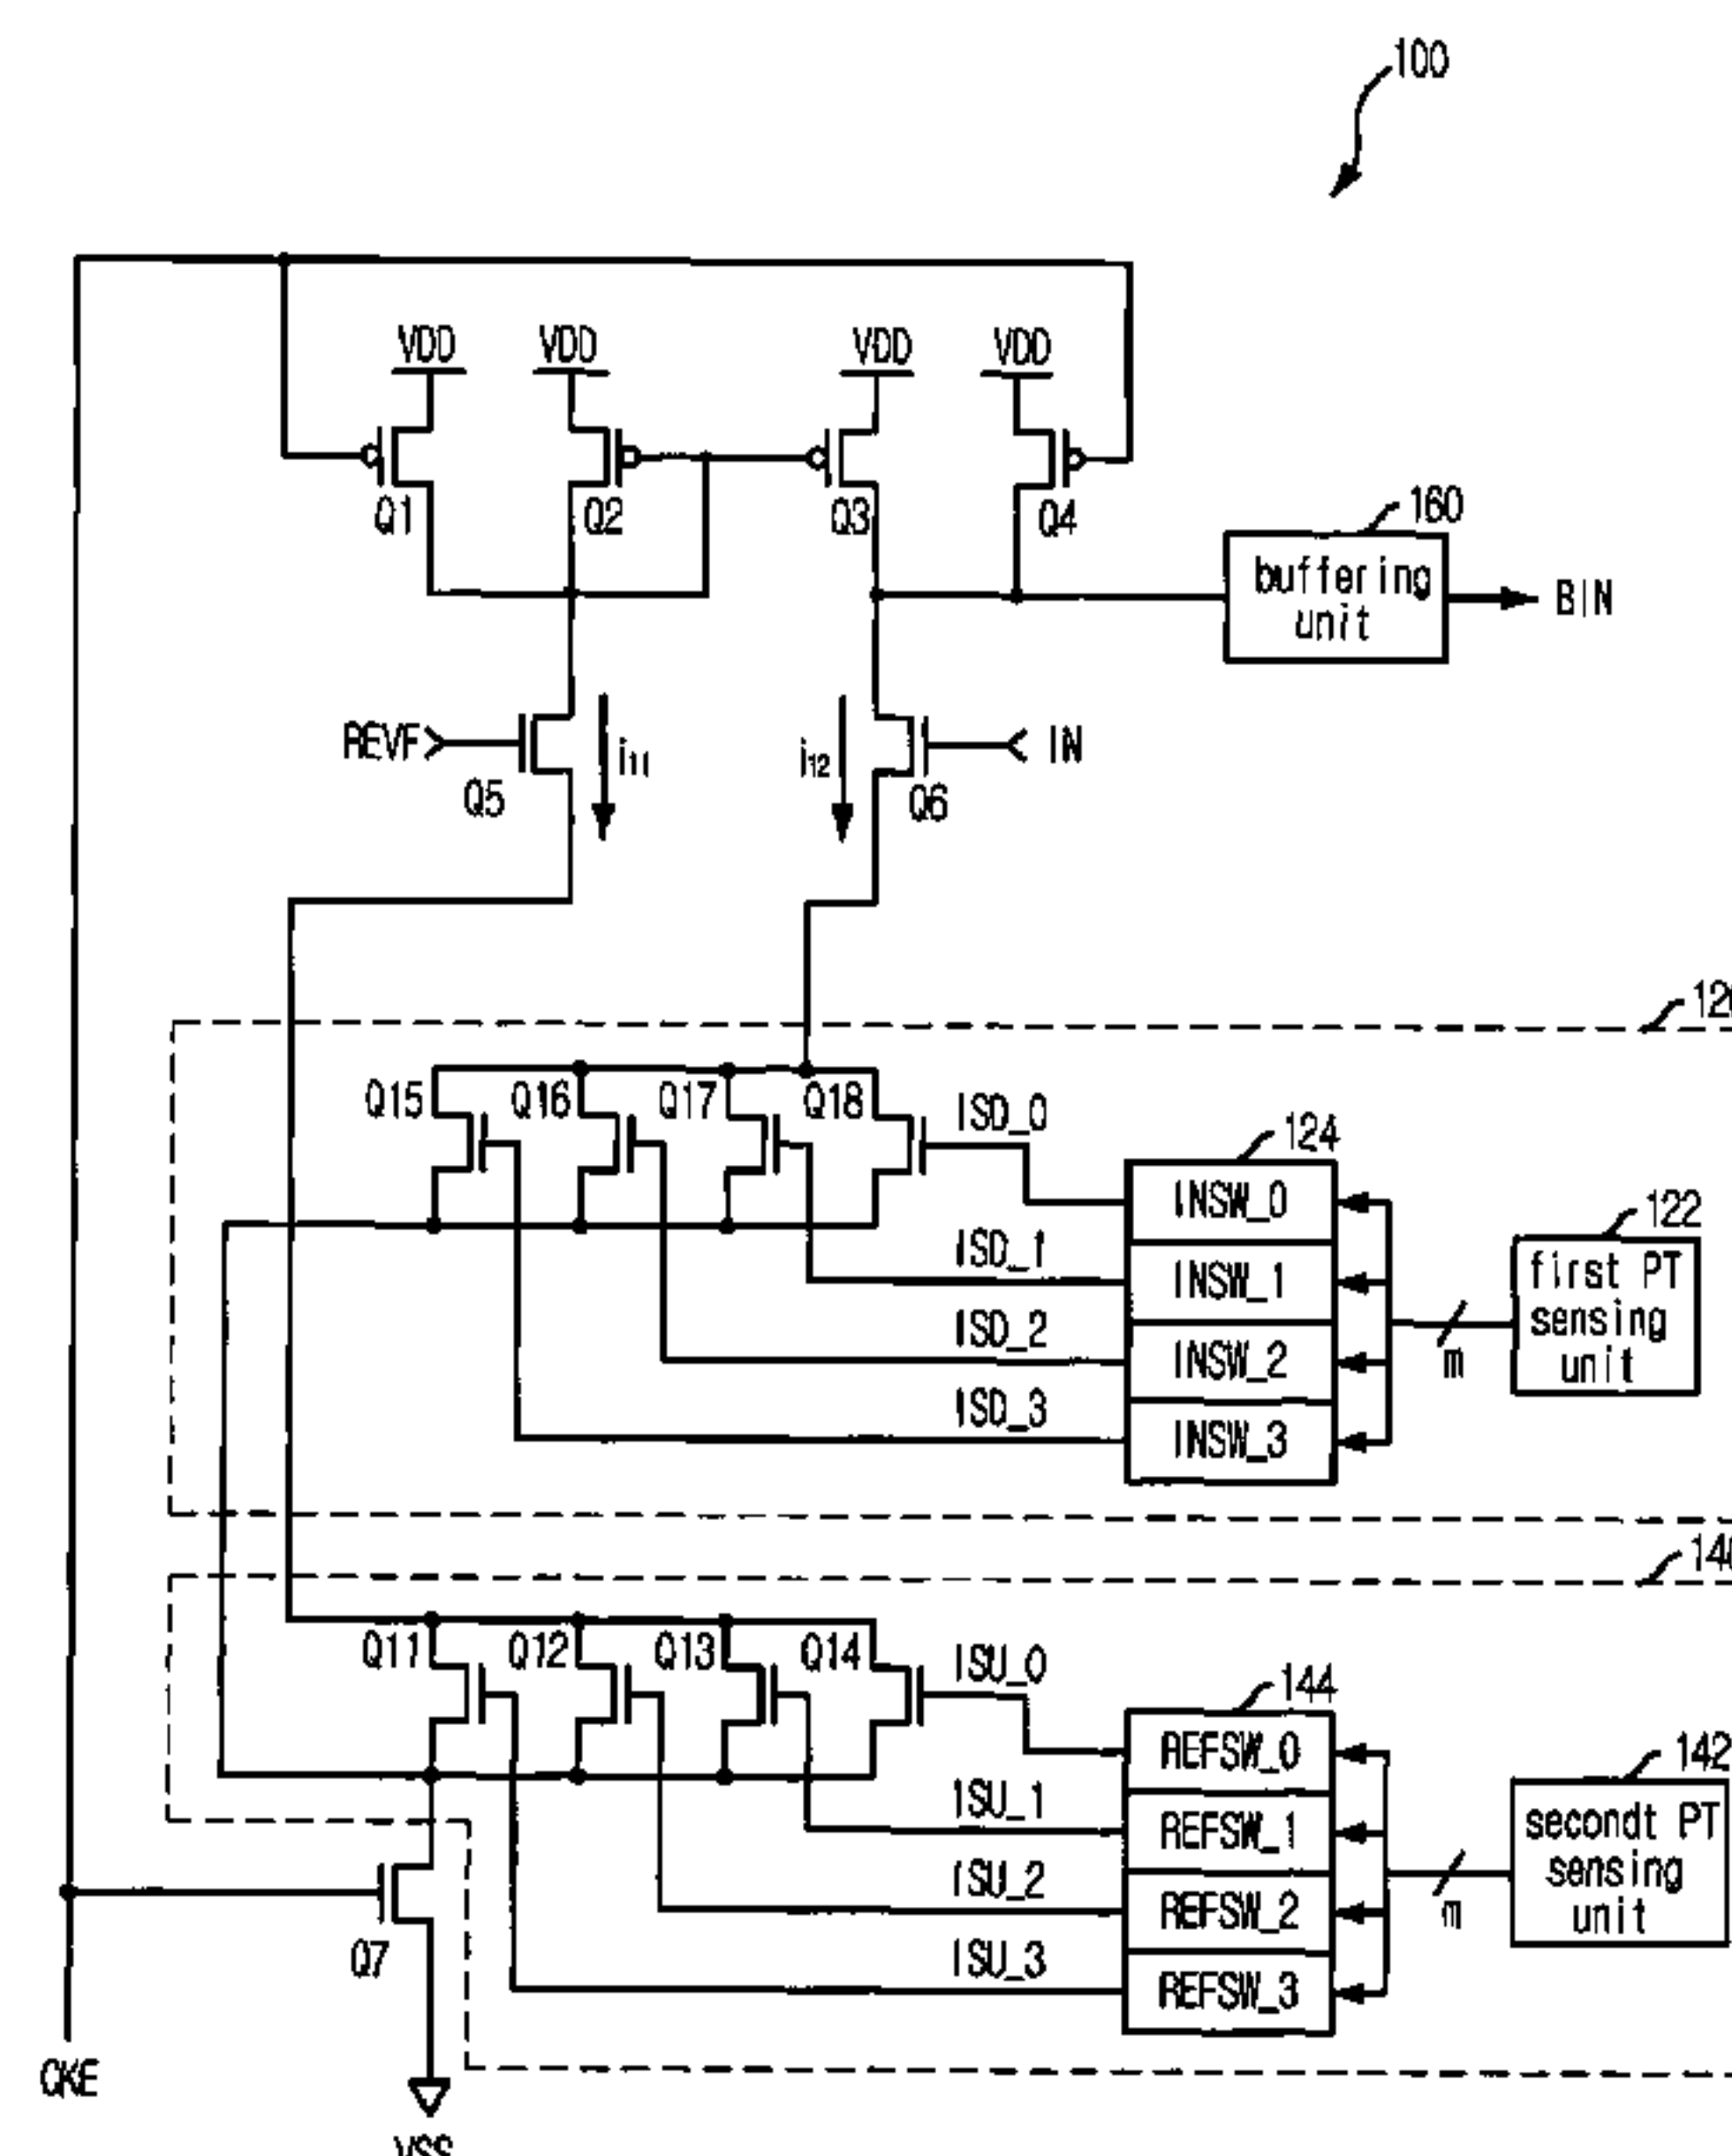 100
VDD VDD VDD VDD
Q1 Q2 Q3 Q4
160
buffering
unit
BIN
REVF
i11
i12
IN
Q5
Q6
Q15 Q16 Q17 Q18
ISD_0
124
INSW_0
ISD_1
INSW_1
ISD_2
INSW_2
ISD_3
INSW_3
122
first PT
sensing
unit
m
Q11 Q12 Q13 Q14
ISU_0
144
REFSW_0
ISU_1
REFSW_1
ISU_2
REFSW_2
ISU_3
REFSW_3
142
secondt PT
sensing
unit
m
Q7
VSS